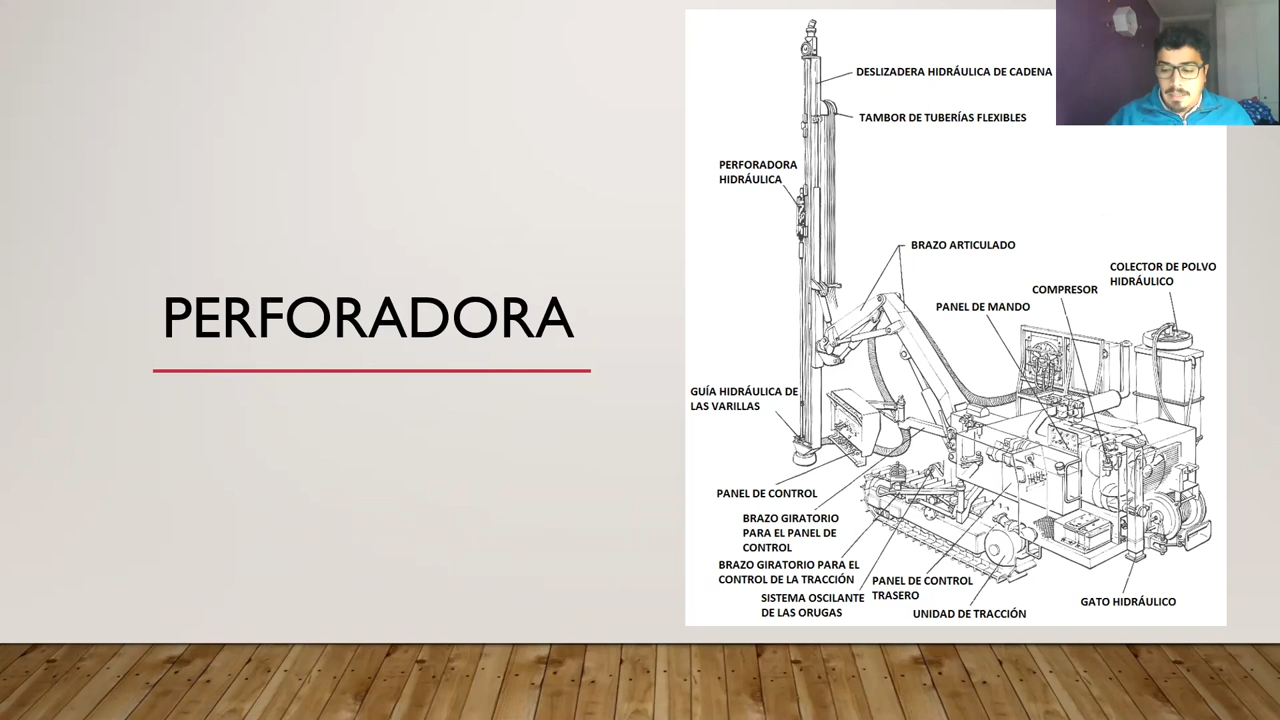 PERFORADORA
DESLIZADERA HIDRÁULICA DE CADENA
TAMBOR DE TUBERÍAS FLEXIBLES
PERFORADORA
HIDRÁULICA
BRAZO ARTICULADO
COLECTOR DE POLVO
HIDRÁULICO
COMPRESOR
PANEL DE MANDO
GUÍA HIDRÁULICA DE
LAS VARILLAS
PANEL DE CONTROL
BRAZO GIRATORIO
PARA EL PANEL DE
CONTROL
BRAZO GIRATORIO PARA EL
CONTROL DE LA TRACCIÓN
SISTEMA OSCILANTE
DE LAS ORUGAS
PANEL DE CONTROL
TRASERO
UNIDAD DE TRACCIÓN
GATO HIDRÁULICO